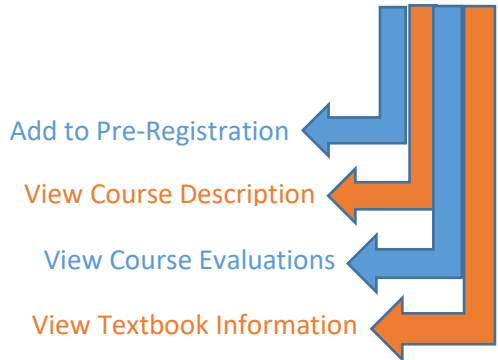 Add to Pre-Registration
View Course Description
View Course Evaluations
View Textbook Information